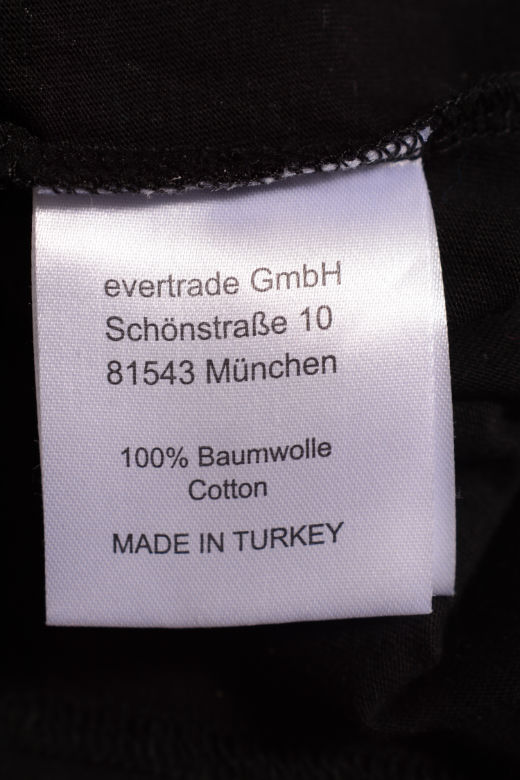 evertrade GmbH
Schönstraße 10
81543 München
100% Baumwolle
Cotton
MADE IN TURKEY